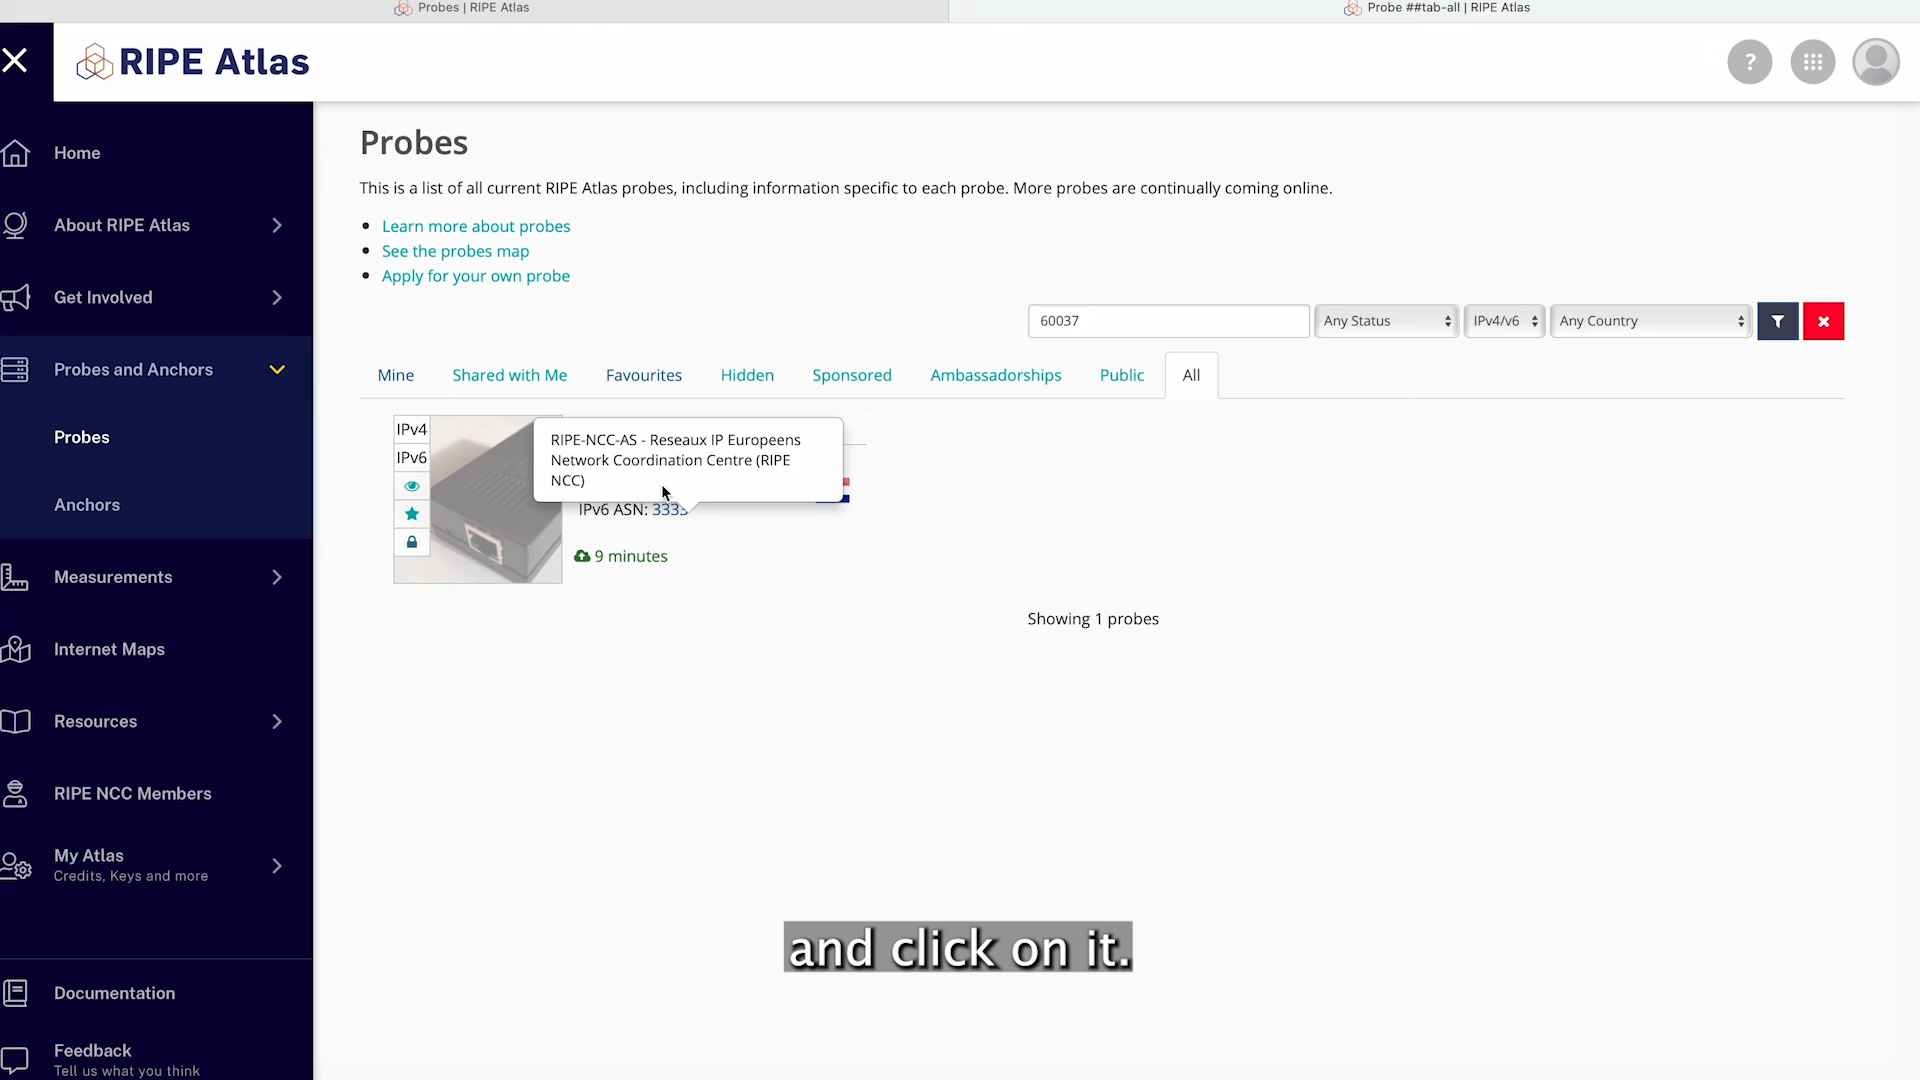 Probes | RIPE Atlas
Probe ##tab-all | RIPE Atlas
RIPE Atlas
?
Home
About RIPE Atlas
Get Involved
Probes and Anchors
Probes
Anchors
Measurements
Internet Maps
Resources
RIPE NCC Members
My Atlas
Credits, Keys and more
Documentation
Feedback
Tell us what you think
Probes
This is a list of all current RIPE Atlas probes, including information specific to each probe. More probes are continually coming online.
Learn more about probes
See the probes map
Apply for your own probe
60037
Any Status
IPv4/v6
Any Country
Mine
Shared with Me
Favourites
Hidden
Sponsored
Ambassadorships
Public
All
IPv4
IPv6
RIPE-NCC-AS - Reseaux IP Europeens
Network Coordination Centre (RIPE
NCC)
IPv6 ASN: 3333
9 minutes
Showing 1 probes
and click on it.